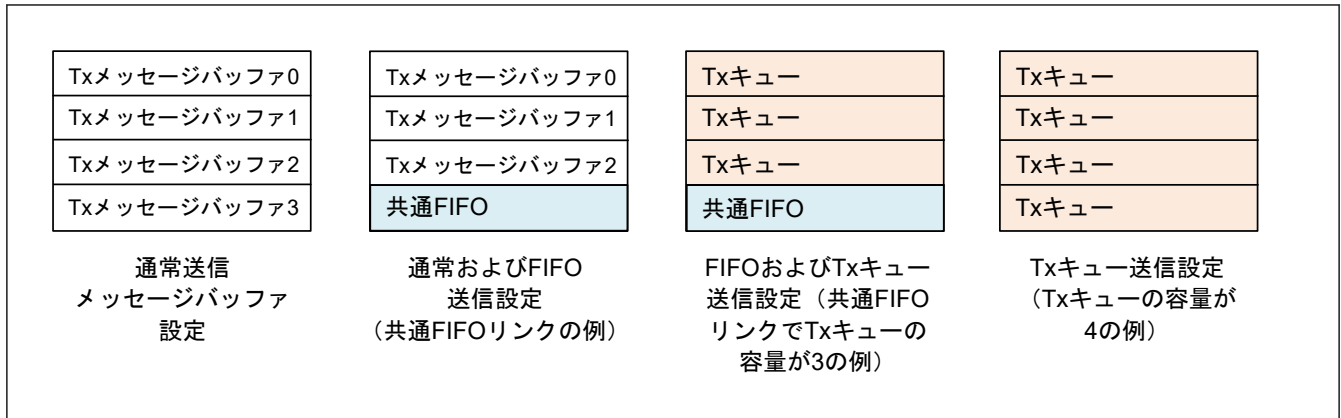 Txメッセージバッファ0
Txメッセージバッファ1
Txメッセージバッファ2
Txメッセージバッファ3
通常送信
メッセージバッファ
設定
Txメッセージバッファ0
Txメッセージバッファ1
Txメッセージバッファ2
共通FIFO
通常およびFIFO
送信設定
（共通FIFOリンクの例）
Txキュー
Txキュー
Txキュー
共通FIFO
FIFOおよびTxキュー
送信設定（共通FIFO
リンクでTxキューの
容量が3の例）
Txキュー
Txキュー
Txキュー
Txキュー
Txキュー送信設定
（Txキューの容量が
4の例）